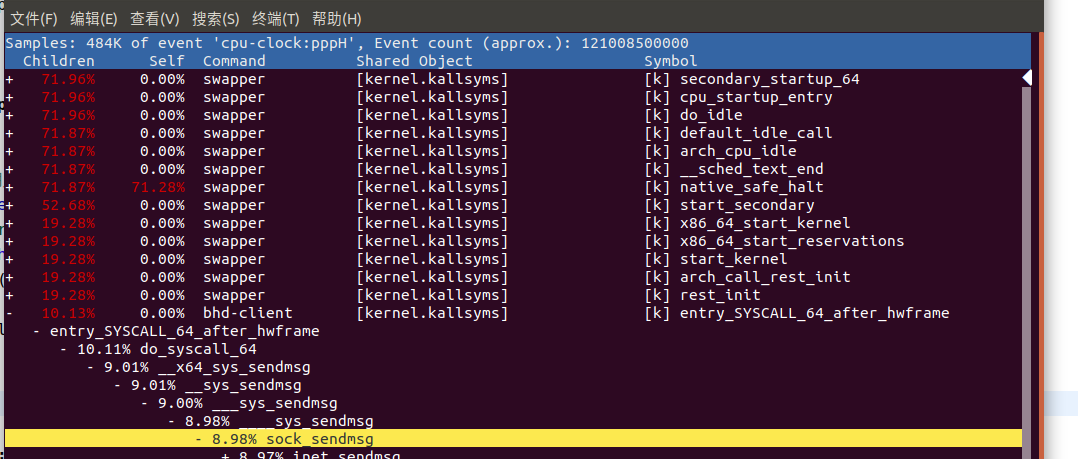 文件(F) 编辑(E) 查看(V) 搜索(S) 终端(T) 帮助(H)
Samples: 484K of event 'cpu-clock:pppH', Event count (approx.): 121008500000
Children Self Command Shared Object Symbol
+ 71.96% 0.00% swapper [kernel.kallsyms] [k] secondary_startup_64
+ 71.96% 0.00% swapper [kernel.kallsyms] [k] cpu_startup_entry
+ 71.96% 0.00% swapper [kernel.kallsyms] [k] do_idle
+ 71.87% 0.00% swapper [kernel.kallsyms] [k] default_idle_call
+ 71.87% 0.00% swapper [kernel.kallsyms] [k] arch_cpu_idle
+ 71.87% 0.00% swapper [kernel.kallsyms] [k] __sched_text_end
+ 71.87% 71.28% swapper [kernel.kallsyms] [k] native_safe_halt
+ 52.68% 0.00% swapper [kernel.kallsyms] [k] start_secondary
+ 19.28% 0.00% swapper [kernel.kallsyms] [k] x86_64_start_kernel
+ 19.28% 0.00% swapper [kernel.kallsyms] [k] x86_64_start_reservations
+ 19.28% 0.00% swapper [kernel.kallsyms] [k] start_kernel
+ 19.28% 0.00% swapper [kernel.kallsyms] [k] arch_call_rest_init
+ 19.28% 0.00% swapper [kernel.kallsyms] [k] rest_init
- 10.13% 0.00% bhd-client [kernel.kallsyms] [k] entry_SYSCALL_64_after_hwframe
- entry_SYSCALL_64_after_hwframe
- 10.11% do_syscall_64
- 9.01% __x64_sys_sendmsg
- 9.01% __sys_sendmsg
- 9.00% ___sys_sendmsg
- 8.98% ____sys_sendmsg
- 8.98% sock_sendmsg
+ 8.97% inet_sendmsg